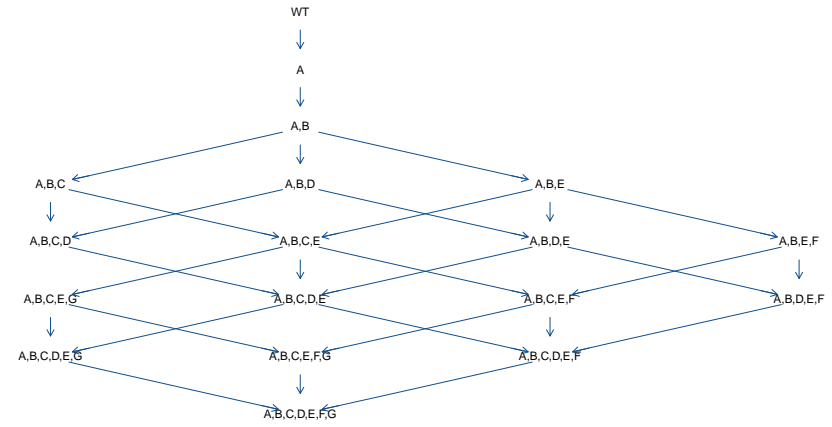 WT
A
A,B
A,B,C
A,B,D
A,B,E
A,B,C,D
A,B,C,E
A,B,D,E
A,B,E,F
A,B,C,E,G
A,B,C,D,E
A,B,C,E,F
A,B,D,E,F
A,B,C,D,E,G
A,B,C,E,F,G
A,B,C,D,E,F
A,B,C,D,E,F,G